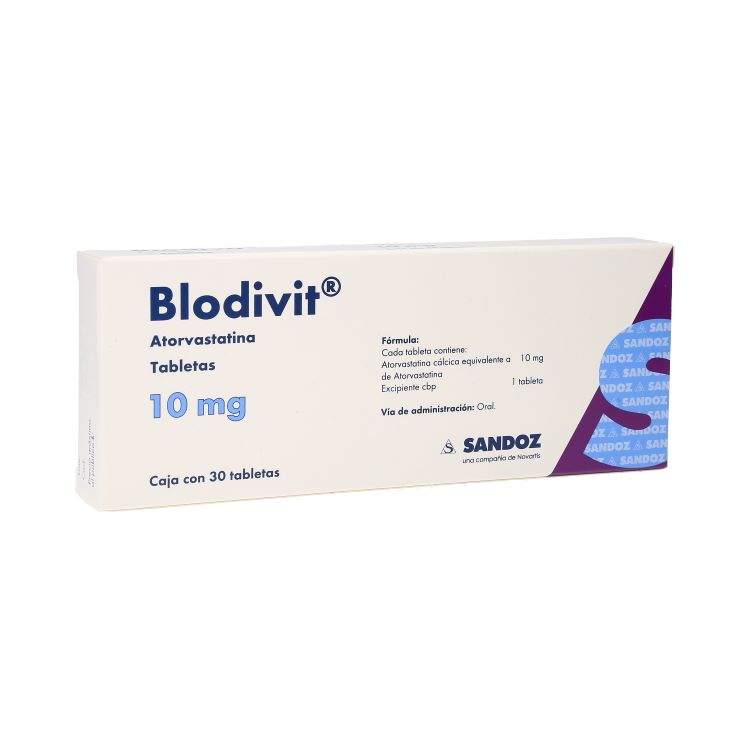 Blodivit®
Atorvastatina
Tabletas
10 mg
Caja con 30 tabletas
Fórmula:
Cada tableta contiene:
Atorvastatina cálcica equivalente a 10 mg
de Atorvastatina
Excipiente cbp 1 tableta
Vía de administración: Oral.
SANDOZ
una compañía de Novartis
SANDOZ